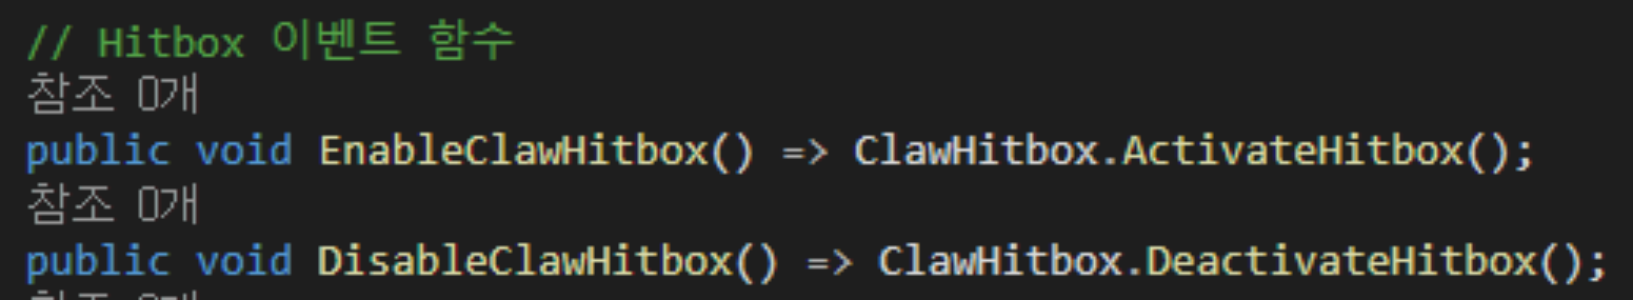 // Hitbox 이벤트 함수
참조 0개
public void EnableClawHitbox() => ClawHitbox.ActivateHitbox();
참조 0개
public void DisableClawHitbox() => ClawHitbox.DeactivateHitbox();